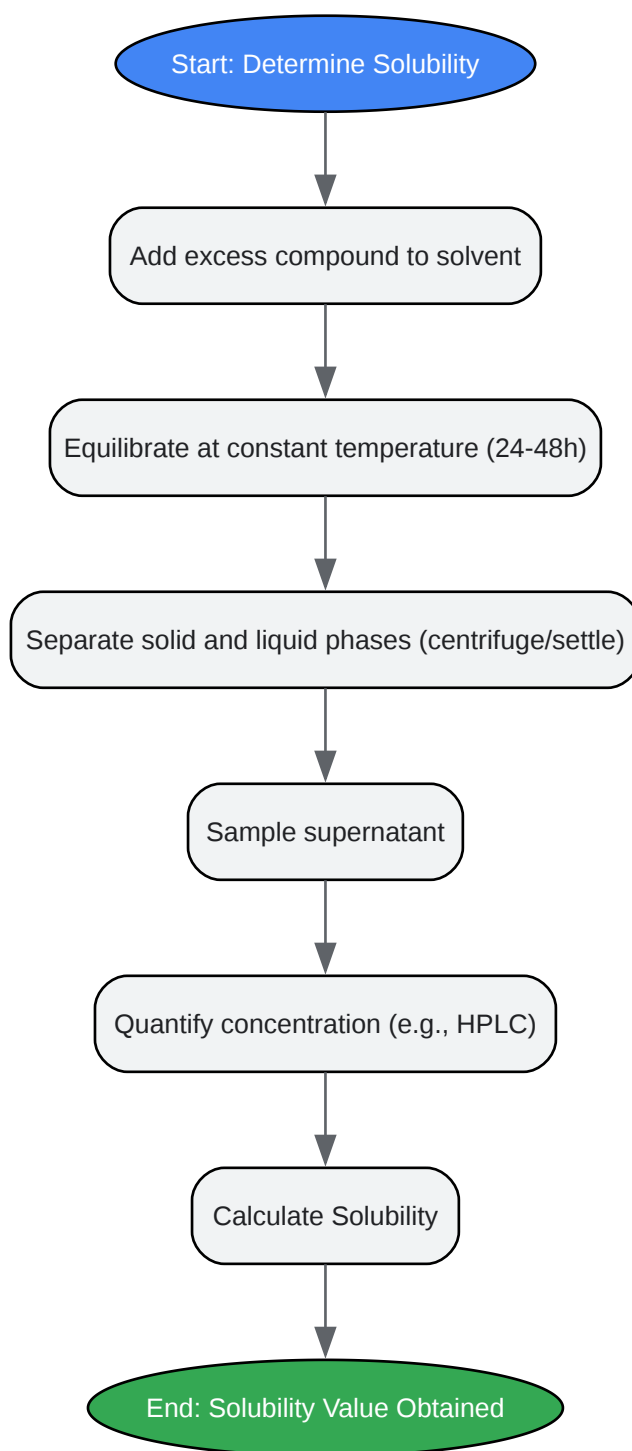 Start: Determine Solubility
Add excess compound to solvent
Equilibrate at constant temperature (24-48h)
Separate solid and liquid phases (centrifuge/settle)
Sample supernatant
Quantify concentration (e.g., HPLC)
Calculate Solubility
End: Solubility Value Obtained